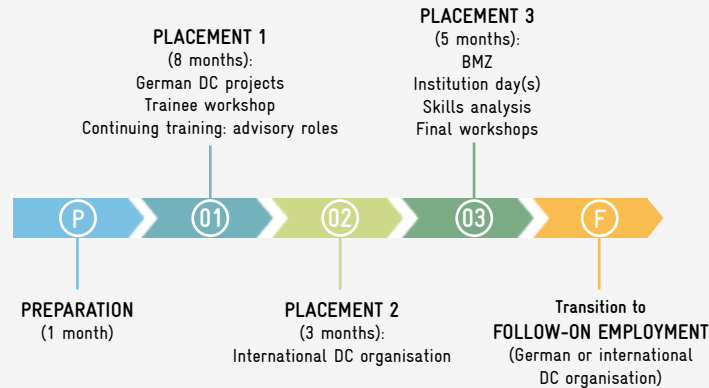 PLACEMENT 1
(8 months):
German DC projects
Trainee workshop
Continuing training: advisory roles
PLACEMENT 3
(5 months):
BMZ
Institution day(s)
Skills analysis
Final workshops
P
01
02
03
F
PREPARATION
(1 month)
PLACEMENT 2
(3 months):
International DC organisation
Transition to
FOLLOW-ON EMPLOYMENT
(German or international
DC organisation)